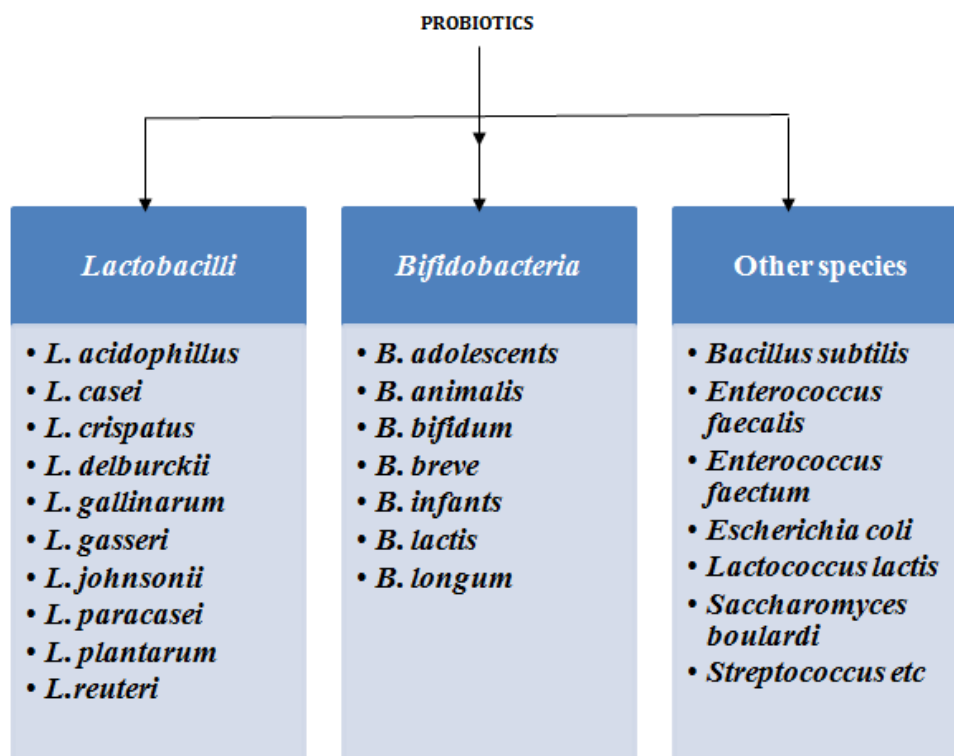 PROBIOTICS
Lactobacilli
• L. acidophillus
• L. casei
• L. crispatus
• L. delburckii
• L. gallinarum
• L. gasseri
• L. johnsonii
• L. paracasei
• L. plantarum
• L.reuteri
Bifidobacteria
• B. adolescents
• B. animalis
• B. bifidum
• B. breve
• B. infants
• B. lactis
• B. longum
Other species
• Bacillus subtilis
• Enterococcus
faecalis
• Enterococcus
faectum
• Escherichia coli
• Lactococcus lactis
• Saccharomyces
boulardi
• Streptococcus etc